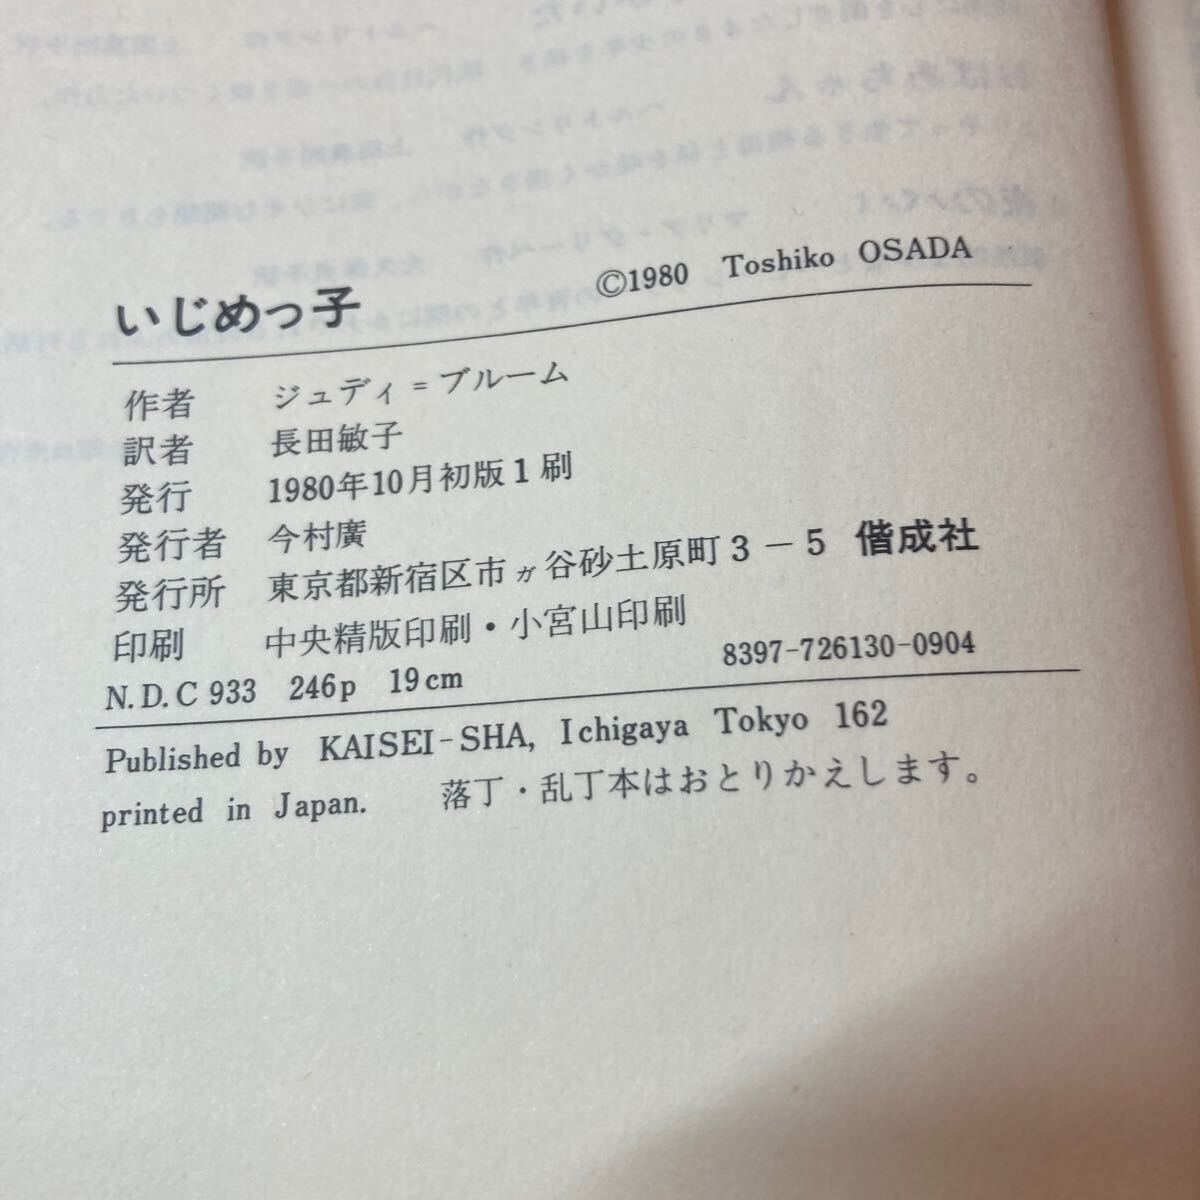 ©1980 Toshiko OSADA
いじめっ子
作者 ジュディ＝ブルーム
訳者 長田敏子
発行 1980年10月初版1刷
発行者 今村廣
発行所 東京都新宿区市ガ谷砂土原町3－5 偕成社
印刷 中央精版印刷・小宮山印刷
N.D.C 933 246p 19cm 8397-726130-0904
Published by KAISEI-SHA, Ichigaya Tokyo 162
printed in Japan. 落丁・乱丁本はおとりかえします。